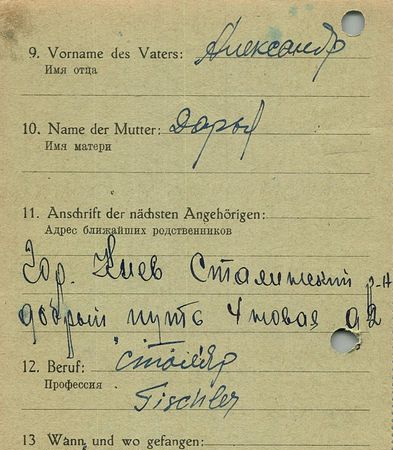 9. Vorname des Vaters: Александр
Имя отца
10. Name der Mutter: Дарья
Имя матери
11. Anschrift der nächsten Angehörigen:
Адрес ближайших родственников
Гор. Киев Сталинский р-н
добрый путь 4 новая д 2
12. Beruf: столяр
Профессия
Tischler
13 Wann und wo gefangen: